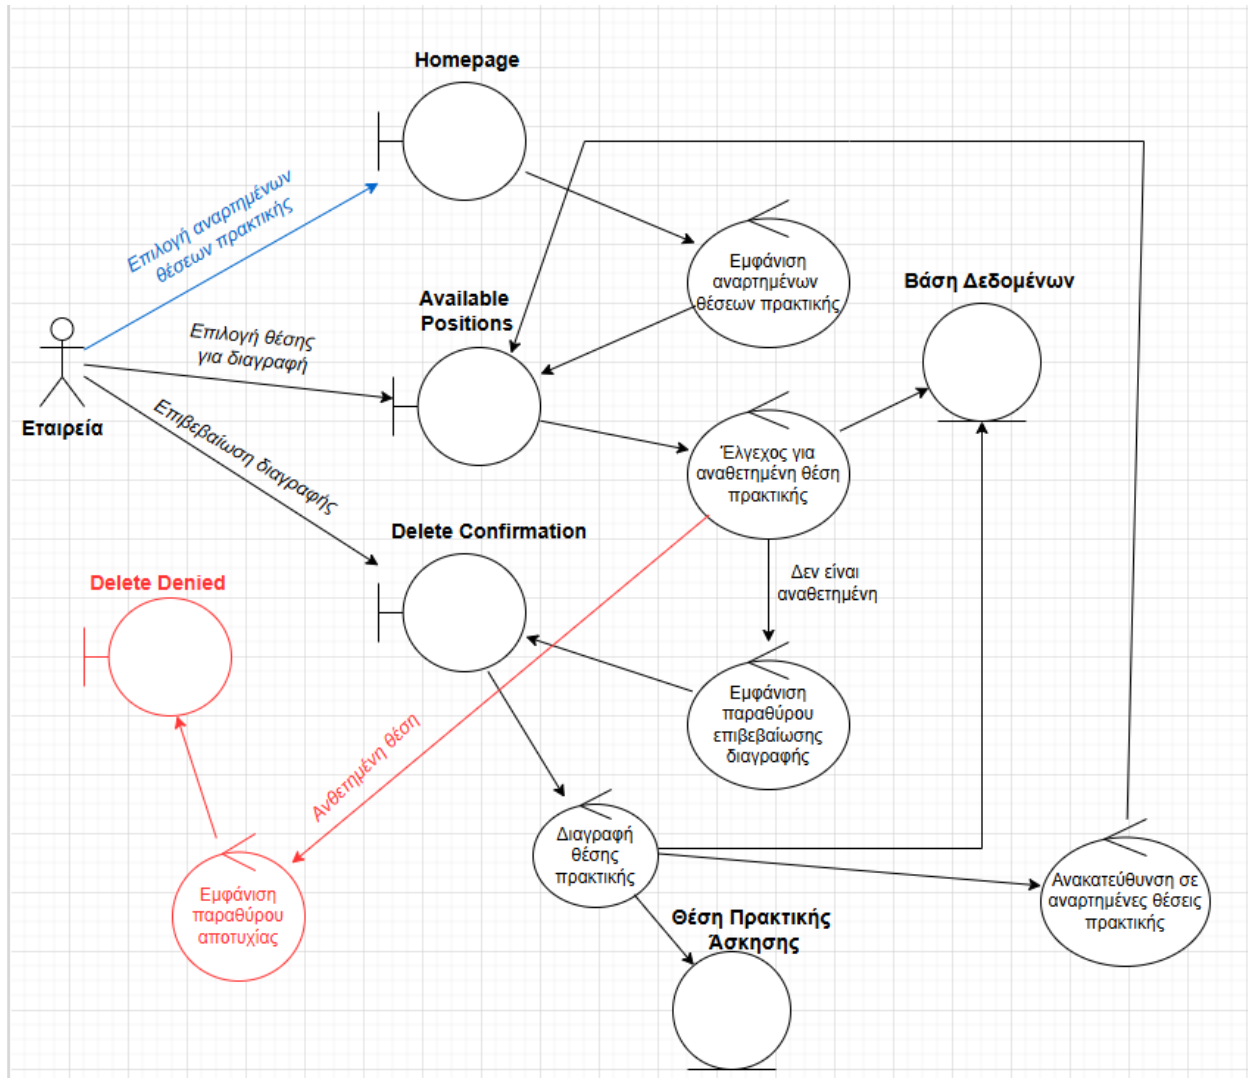 Homepage
Επιλογή αναρτημένων
θέσεων πρακτικής
Εμφάνιση
αναρτημένων
θέσεων πρακτικής
Βάση Δεδομένων
Available
Positions
Επιλογή θέσης
για διαγραφή
Εταιρεία
Επιβεβαίωση διαγραφής
Έλγεχος για
αναθετημένη θέση
πρακτικής
Delete Confirmation
Δεν είναι
αναθετημένη
Delete Denied
Εμφάνιση
παραθύρου
επιβεβαίωσης
διαγραφής
Ανθετημένη θέση
Διαγραφή
θέσης
πρακτικής
Εμφάνιση
παραθύρου
αποτυχίας
Ανακατεύθυνση σε
αναρτημένες θέσεις
πρακτικής
Θέση Πρακτικής
Άσκησης